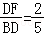 DF/BD = 2/5